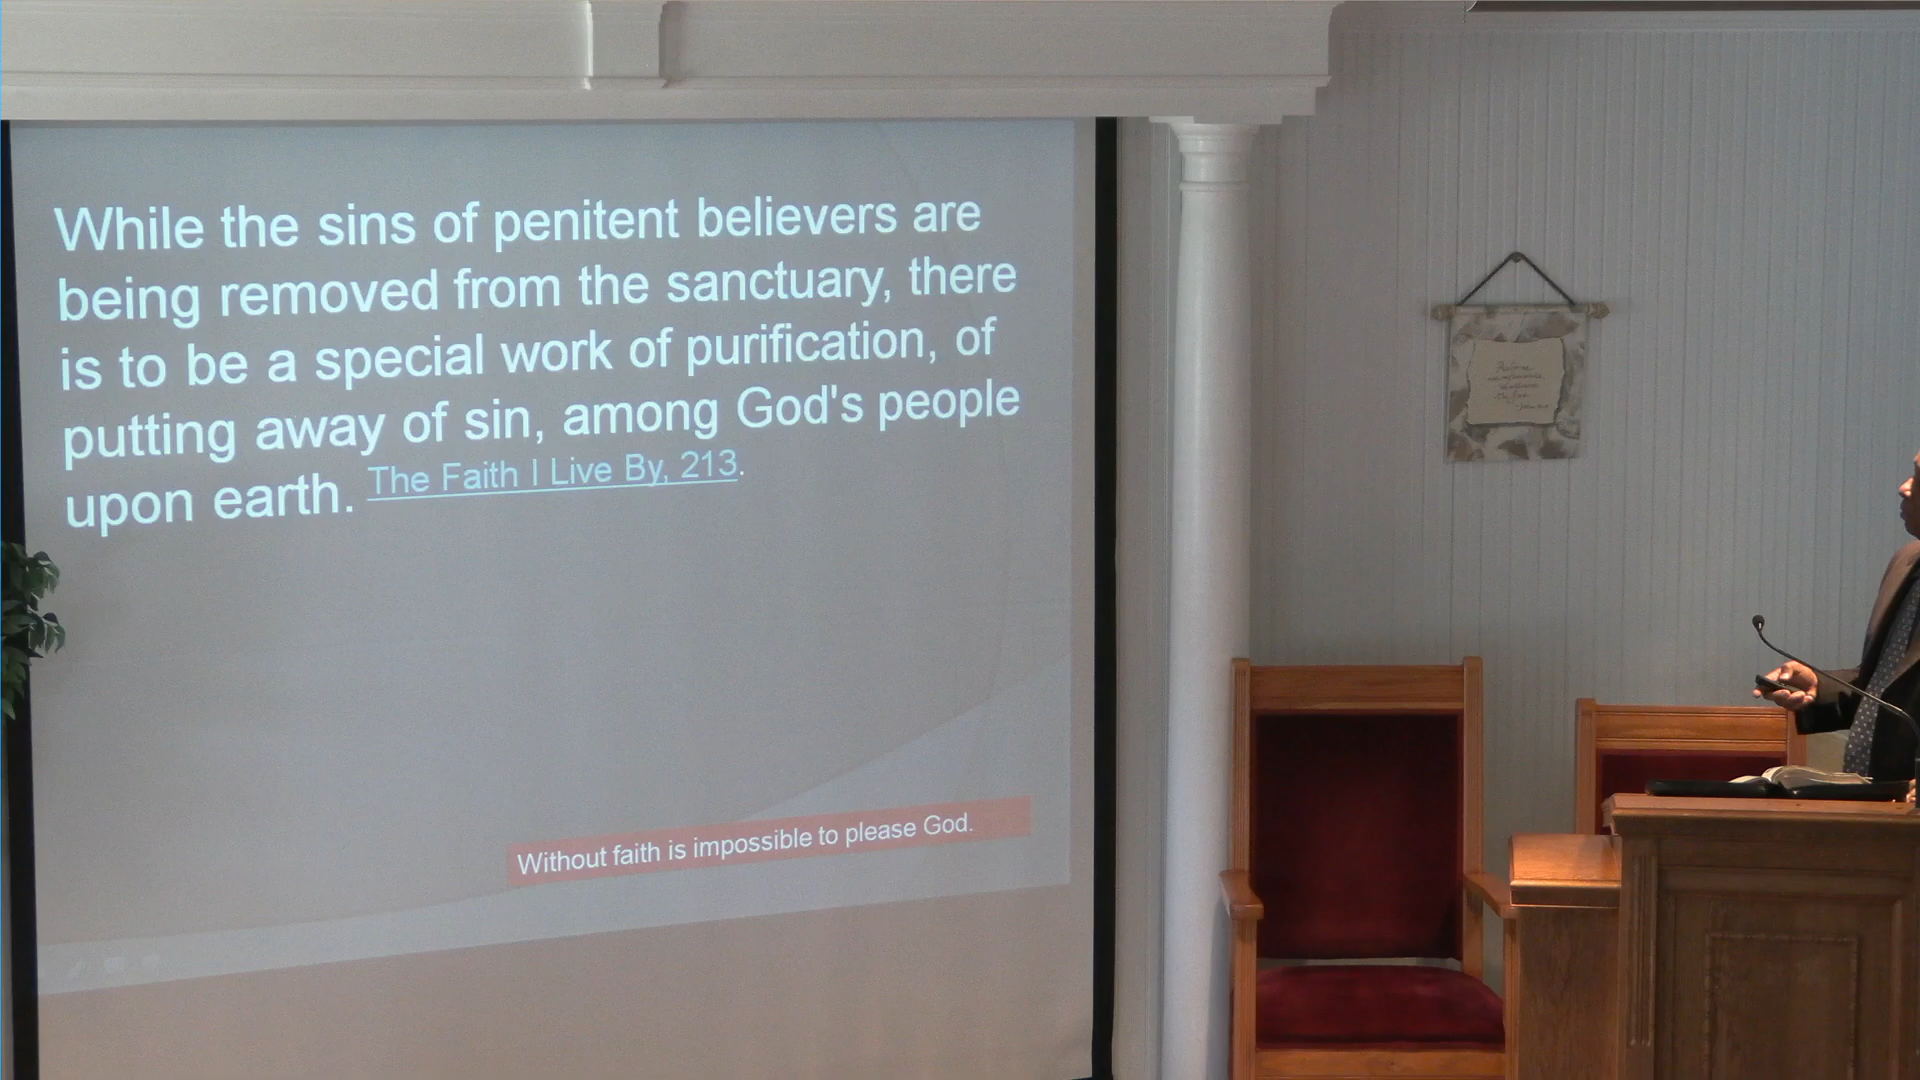 While the sins of penitent believers are
being removed from the sanctuary, there
is to be a special work of purification, of
putting away of sin, among God's people
upon earth. The Faith I Live By, 213.
Without faith is impossible to please God.